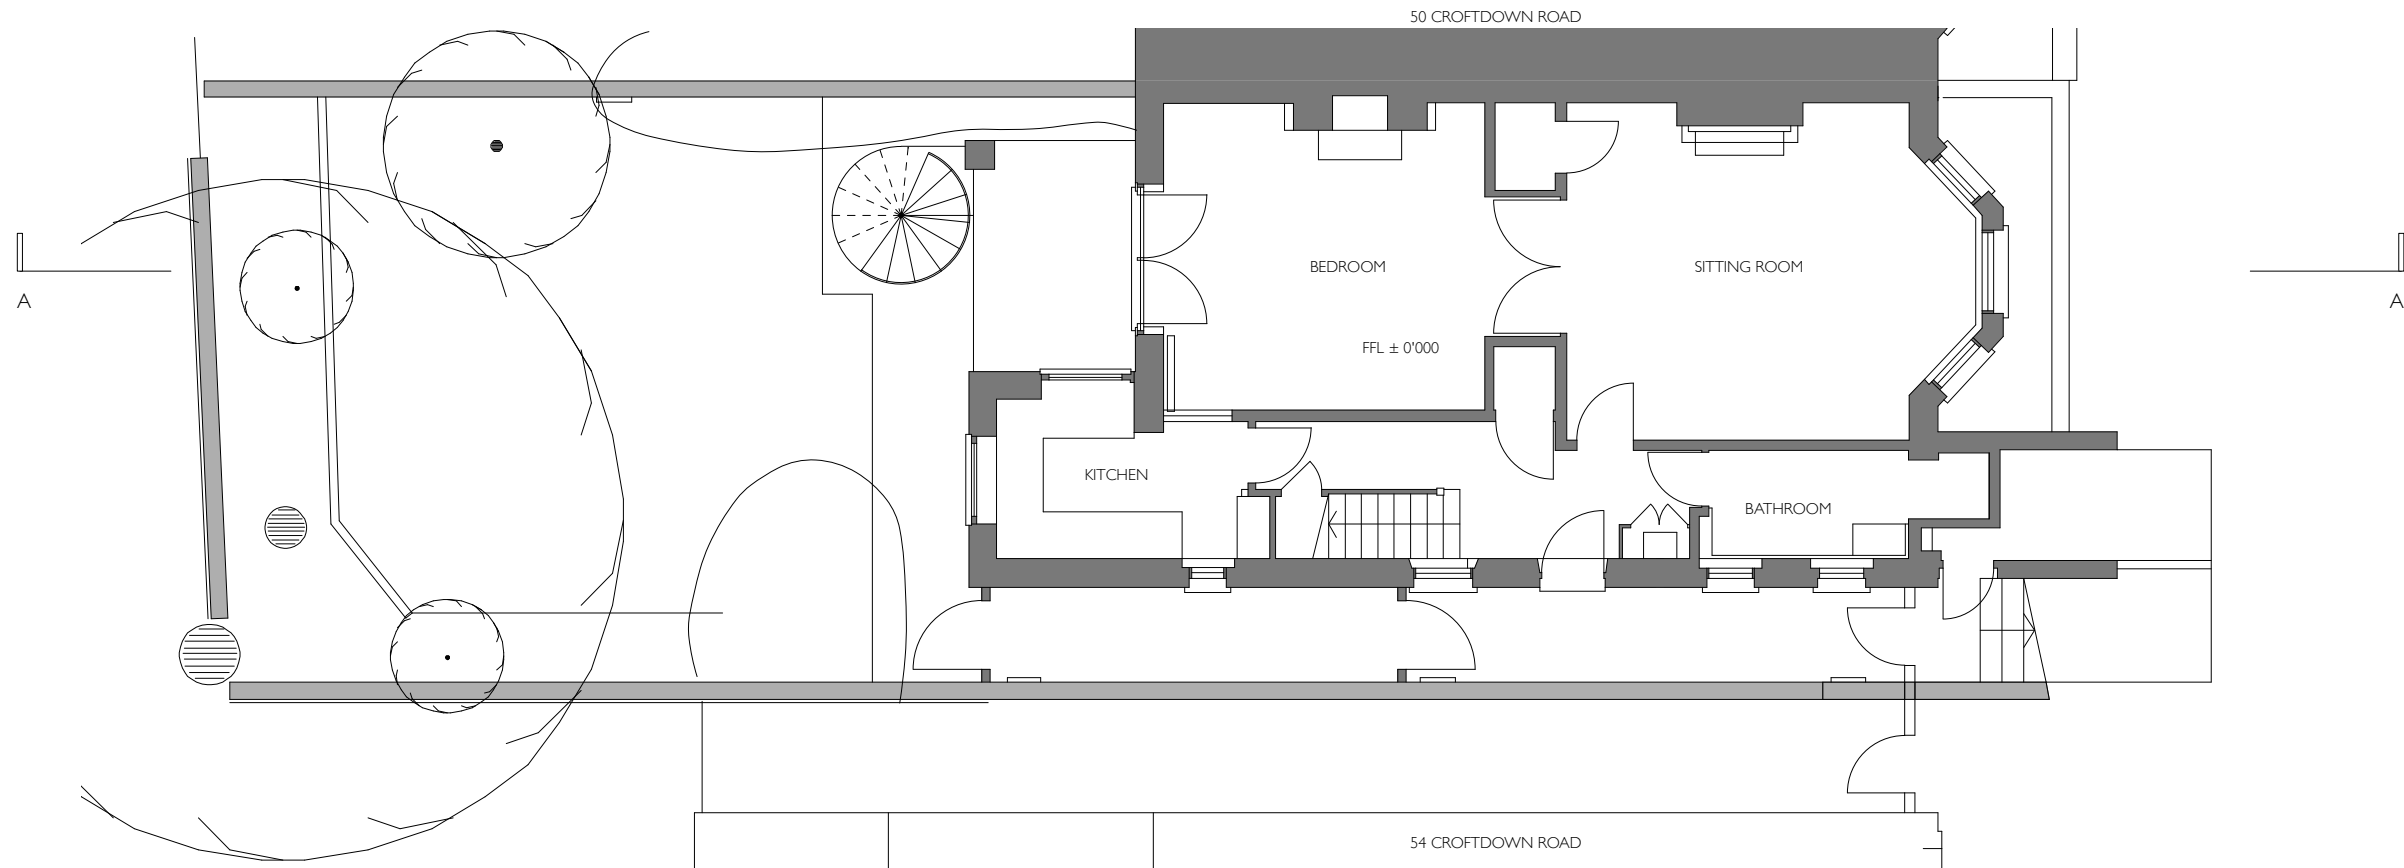 50 CROFTDOWN ROAD
BEDROOM
SITTING ROOM
A
A
FFL ± 0'000
KITCHEN
BATHROOM
54 CROFTDOWN ROAD